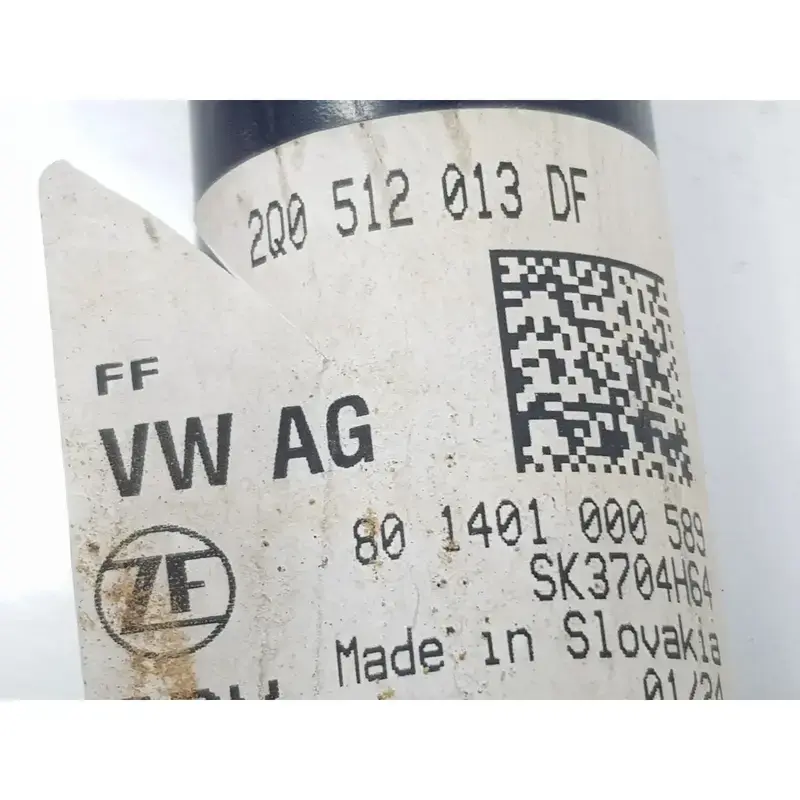 2Q0 512 013 DF
FF
VW AG
80 1401 000 589
ZF
SK3704H64
Made in Slovakia